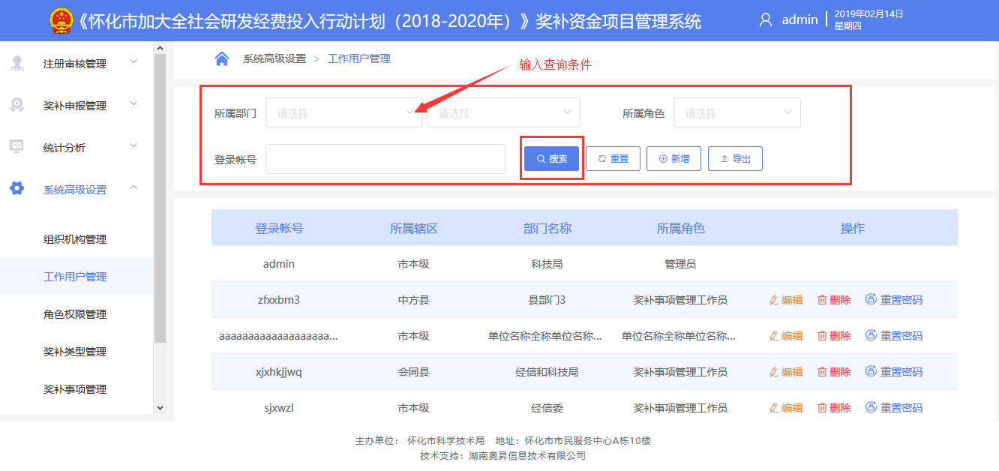 《怀化市加大全社会研发经费投入行动计划（2018-2020年）》奖补资金项目管理系统
admin
2019年02月14日
星期四
注册审核管理
奖补申报管理
统计分析
系统高级设置
组织机构管理
工作用户管理
角色权限管理
奖补类型管理
奖补事项管理
系统高级设置 > 工作用户管理
输入查询条件
所属部门 请选择 请选择 所属角色 请选择
登录帐号 搜索 重置 新增 导出
登录帐号 所属辖区 部门名称 所属角色 操作
admin 市本级 科技局 管理员
zfxxbm3 中方县 县部门3 奖补事项管理工作员 编辑 删除 重置密码
aaaaaaaaaaaaaaaaaaa... 市本级 单位名称全称单位名称... 单位名称全称单位名称... 编辑 删除 重置密码
xjxhkjjwq 会同县 经信和科技局 奖补事项管理工作员 编辑 删除 重置密码
sjxwzl 市本级 经信委 奖补事项管理工作员 编辑 删除 重置密码
主办单位： 怀化市科学技术局 地址：怀化市市民服务中心A栋10楼
技术支持：湖南奥昇信息技术有限公司